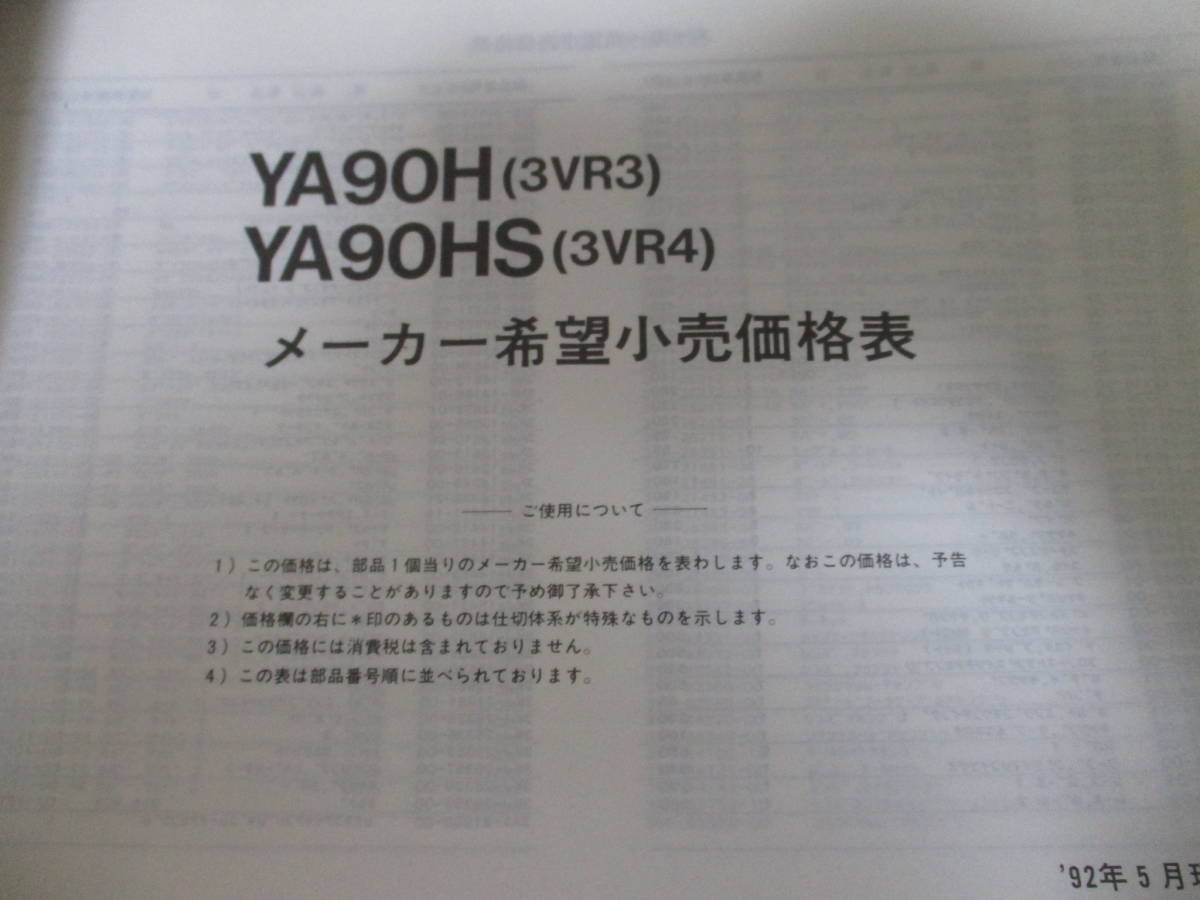 YA90H(3VR3)
YA90HS(3VR4)
メーカー希望小売価格表
ご使用について
1）この価格は、部品1個当りのメーカー希望小売価格を表わします。なおこの価格は、予告
なく変更することがありますので予め御了承下さい。
2）価格欄の右に＊印のあるものは仕切体系が特殊なものを示します。
3）この価格には消費税は含まれておりません。
4）この表は部品番号順に並べられております。
'92年5月